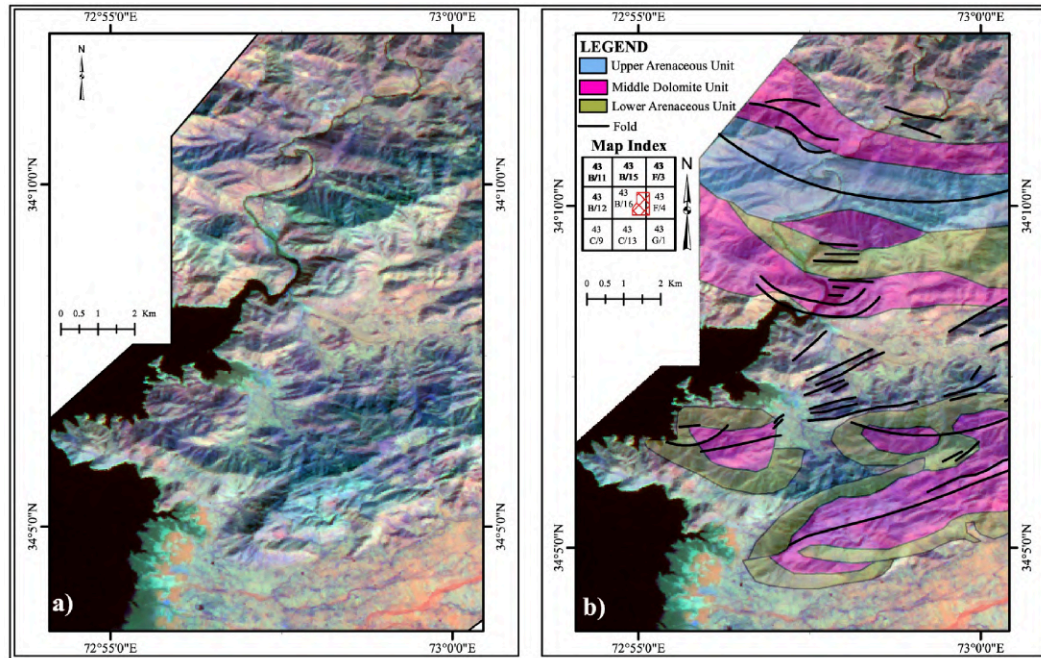 72°55'0"E
73°0'0"E
N
0 0.5 1 2 Km
34°10'0"N
34°10'0"N
34°5'0"N
34°5'0"N
a)
72°55'0"E
73°0'0"E
72°55'0"E
73°0'0"E
LEGEND
Upper Arenaceous Unit
Middle Dolomite Unit
Lower Arenaceous Unit
Fold
Map Index
N
43 B/11
43 B/15
43 F/3
43 B/12
43 B/16
43 F/4
43 C/9
43 C/13
43 G/1
0 0.5 1 2 Km
34°10'0"N
34°10'0"N
34°5'0"N
34°5'0"N
b)
72°55'0"E
73°0'0"E